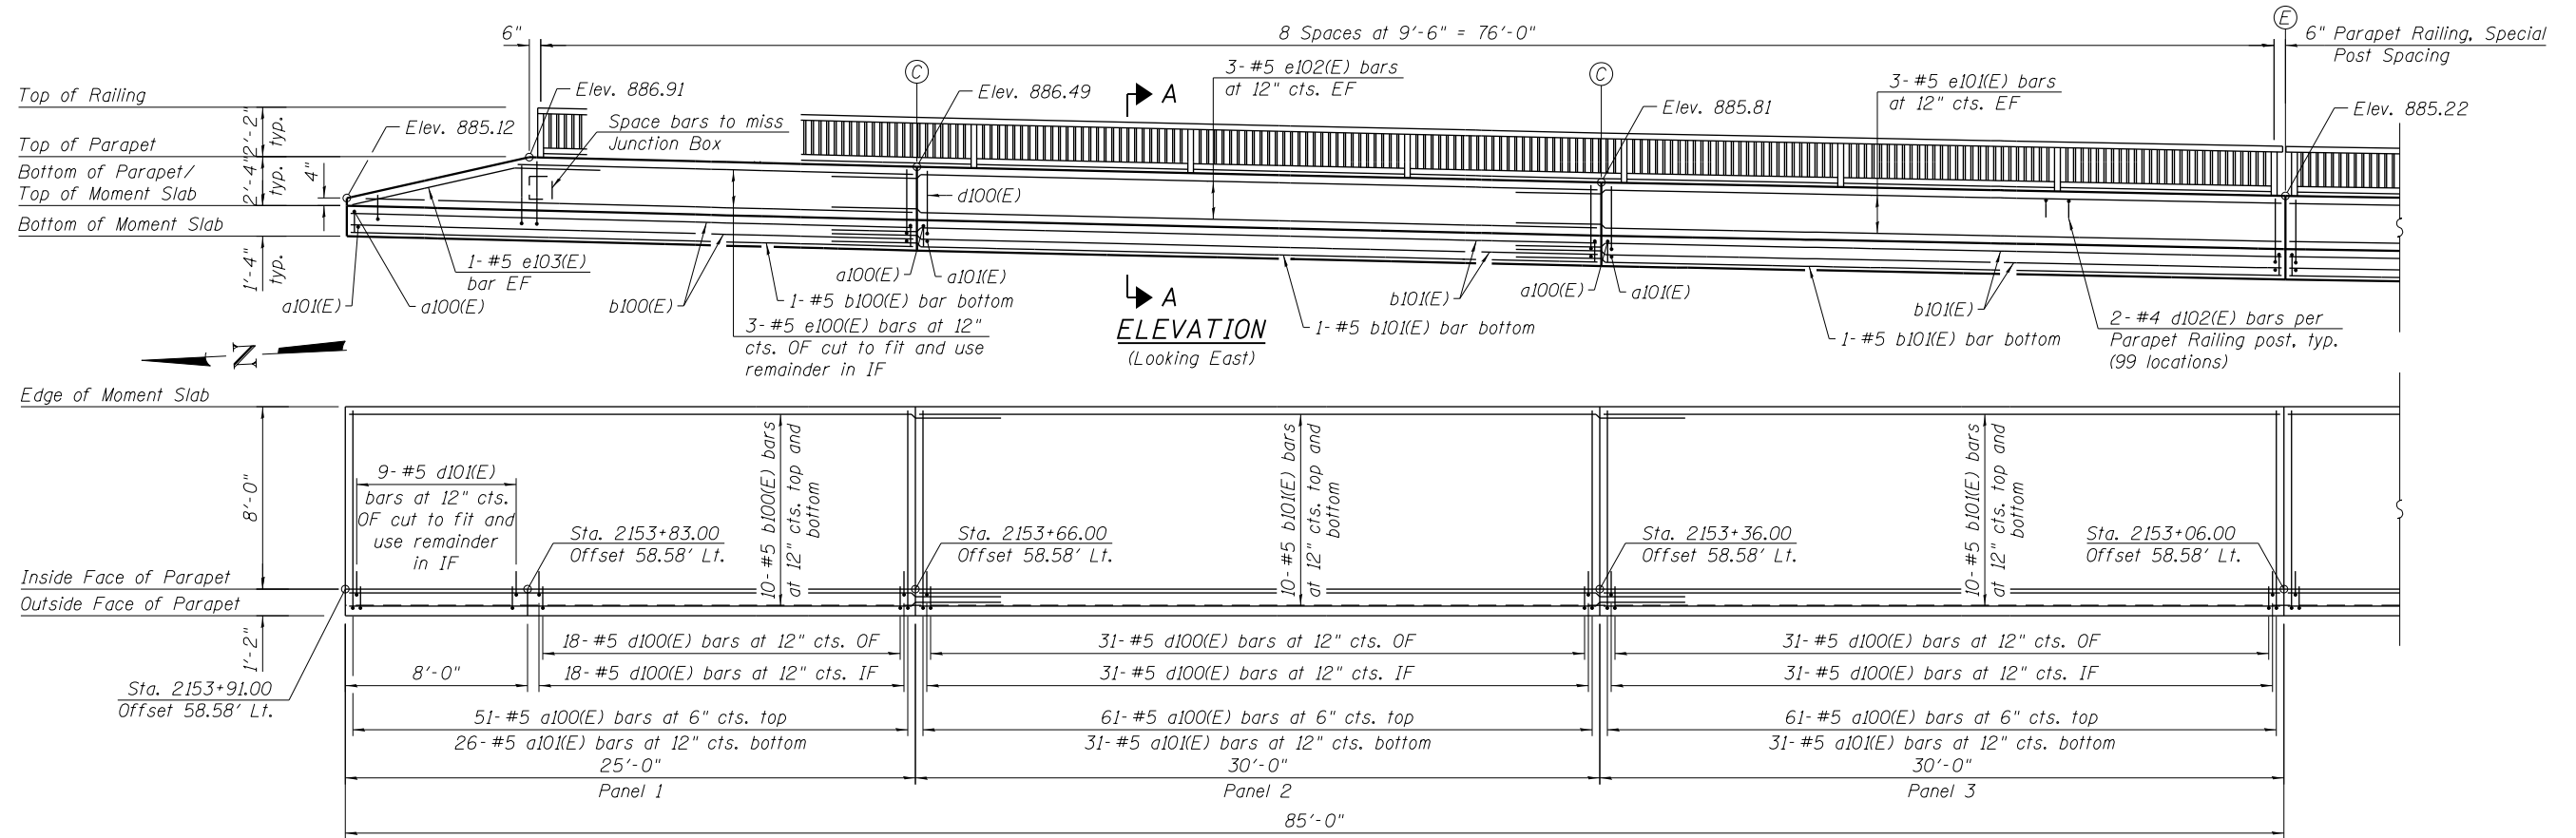 6"
8 Spaces at 9'-6" = 76'-0"
E
6" Parapet Railing, Special
Post Spacing
Top of Railing
2'-2"
typ.
Elev. 886.91
C
Elev. 886.49
A
3- #5 e102(E) bars
at 12" cts. EF
C
3- #5 e101(E) bars
at 12" cts. EF
Elev. 885.81
Elev. 885.22
Elev. 885.12
Space bars to miss
Junction Box
Top of Parapet
Bottom of Parapet/
Top of Moment Slab
2'-4"
typ.
4"
Bottom of Moment Slab
1'-4"
typ.
d100(E)
1- #5 e103(E)
bar EF
a101(E)
a100(E)
b100(E)
1- #5 b100(E) bar bottom
a100(E)
a101(E)
3- #5 e100(E) bars at 12"
cts. OF cut to fit and use
remainder in IF
A
ELEVATION
(Looking East)
1- #5 b101(E) bar bottom
b101(E)
a100(E)
a101(E)
1- #5 b101(E) bar bottom
b101(E)
2- #4 d102(E) bars per
Parapet Railing post, typ.
(99 locations)
N
Edge of Moment Slab
8'-0"
9- #5 d101(E)
bars at 12" cts.
OF cut to fit and
use remainder
in IF
Sta. 2153+83.00
Offset 58.58' Lt.
10- #5 b100(E) bars
at 12" cts. top and
bottom
Sta. 2153+66.00
Offset 58.58' Lt.
10- #5 b101(E) bars
at 12" cts. top and
bottom
Sta. 2153+36.00
Offset 58.58' Lt.
10- #5 b101(E) bars
at 12" cts. top and
bottom
Sta. 2153+06.00
Offset 58.58' Lt.
Inside Face of Parapet
Outside Face of Parapet
1'-2"
Sta. 2153+91.00
Offset 58.58' Lt.
8'-0"
18- #5 d100(E) bars at 12" cts. OF
18- #5 d100(E) bars at 12" cts. IF
31- #5 d100(E) bars at 12" cts. OF
31- #5 d100(E) bars at 12" cts. IF
31- #5 d100(E) bars at 12" cts. OF
31- #5 d100(E) bars at 12" cts. IF
51- #5 a100(E) bars at 6" cts. top
26- #5 a101(E) bars at 12" cts. bottom
61- #5 a100(E) bars at 6" cts. top
31- #5 a101(E) bars at 12" cts. bottom
61- #5 a100(E) bars at 6" cts. top
31- #5 a101(E) bars at 12" cts. bottom
25'-0"
Panel 1
30'-0"
Panel 2
30'-0"
Panel 3
85'-0"